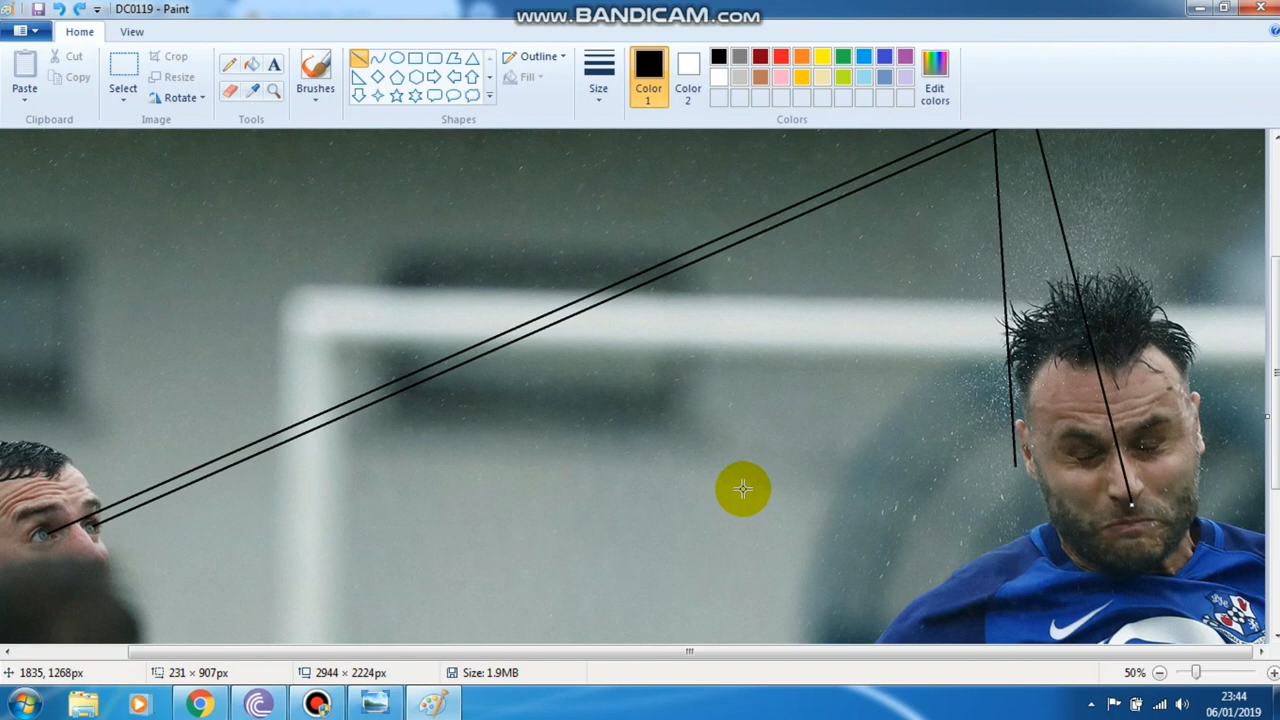 DC0119 - Paint
www.BANDICAM.com
Home
View
Paste
Cut
Copy
Clipboard
Select
Crop
Resize
Rotate
Image
A
Tools
Brushes
Shapes
Outline
Fill
Size
Color 1
Color 2
Edit colors
Colors
1835, 1268px
231 × 907px
2944 × 2224px
Size: 1.9MB
50%
23:44
06/01/2019